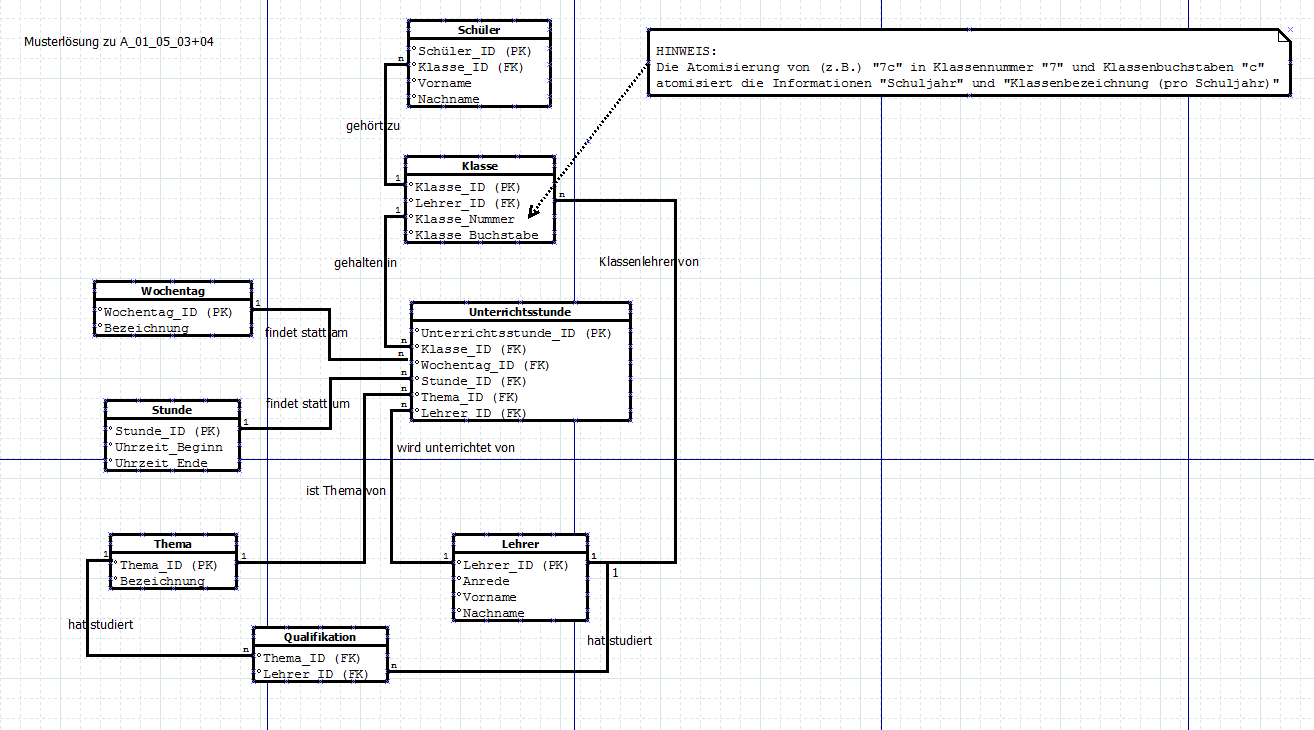 Musterlösung zu A_01_05_03+04
Schüler
Schüler_ID (PK)
Klasse_ID (FK)
Vorname
Nachname
HINWEIS:
Die Atomisierung von (z.B.) "7c" in Klassennummer "7" und Klassenbuchstaben "c"
atomisiert die Informationen "Schuljahr" und "Klassenbezeichnung (pro Schuljahr)"
n
gehört zu
1
Klasse
Klasse_ID (PK)
Lehrer_ID (FK)
Klasse_Nummer
Klasse_Buchstabe
n
1
gehalten in
Klassenlehrer von
Wochentag
Wochentag_ID (PK)
Bezeichnung
1
findet statt am
Unterrichtsstunde
Unterrichtsstunde_ID (PK)
Klasse_ID (FK)
Wochentag_ID (FK)
Stunde_ID (FK)
Thema_ID (FK)
Lehrer_ID (FK)
n
n
n
n
n
Stunde
Stunde_ID (PK)
Uhrzeit_Beginn
Uhrzeit_Ende
1
findet statt um
wird unterrichtet von
ist Thema von
Thema
Thema_ID (PK)
Bezeichnung
1
1
Lehrer
Lehrer_ID (PK)
Anrede
Vorname
Nachname
1
1
1
hat studiert
hat studiert
Qualifikation
Thema_ID (FK)
Lehrer_ID (FK)
n
n